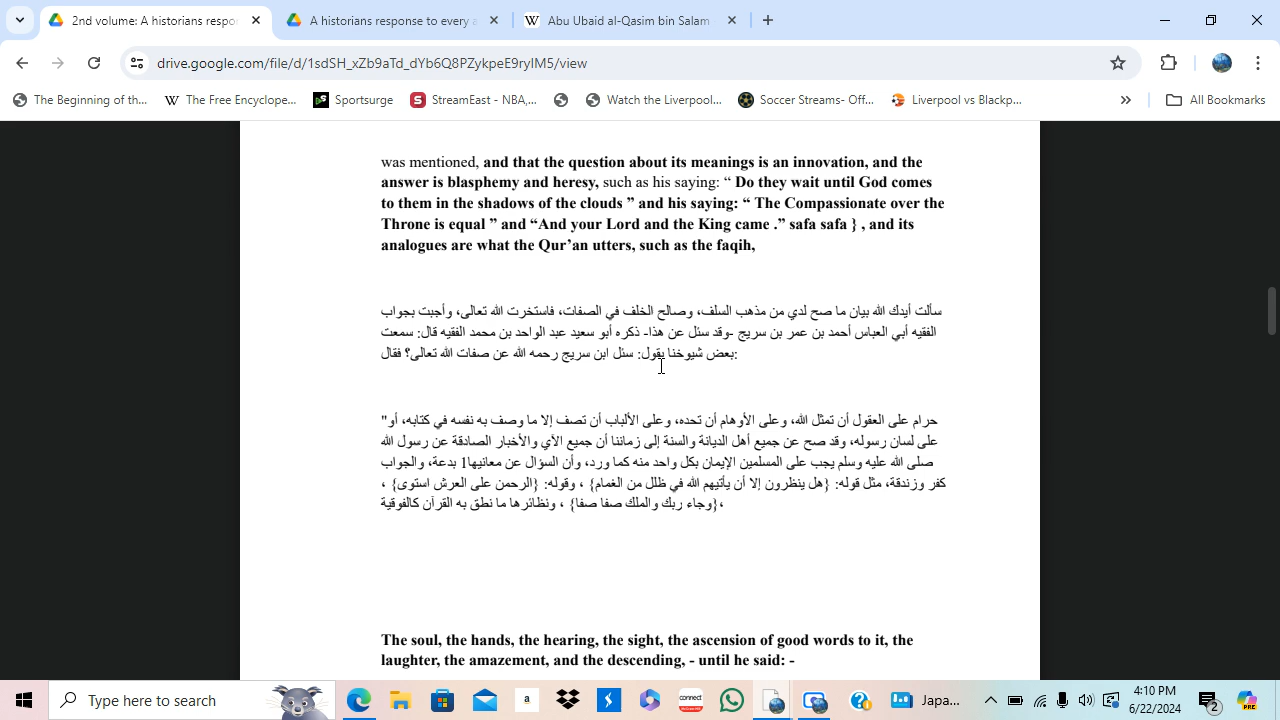 2nd volume: A historians respon
A historians response to every a
Abu Ubaid al-Qasim bin Salam
drive.google.com/file/d/1sdSH_xZb9aTd_dYb6Q8PZykpeE9rylM5/view
The Beginning of th...
The Free Encyclope...
Sportsurge
StreamEast - NBA,...
Watch the Liverpool...
Soccer Streams- Off...
Liverpool vs Blackp...
All Bookmarks
was mentioned, and that the question about its meanings is an innovation, and the
answer is blasphemy and heresy, such as his saying: “ Do they wait until God comes
to them in the shadows of the clouds ” and his saying: “ The Compassionate over the
Throne is equal ” and “And your Lord and the King came .” safa safa } , and its
analogues are what the Qur’an utters, such as the faqih,
سألت أيدك الله بيان ما صح لدي من مذهب السلف، وصالح الخلف في الصفات، فاستخرت الله تعالى، وأجبت بجواب
الفقيه أبي العباس أحمد بن عمر بن سريج -وقد سئل عن هذا- ذكره أبو سعيد عبد الواحد بن محمد الفقيه قال: سمعت
بعض شيوخنا يقول: سئل ابن سريج رحمه الله عن صفات الله تعالى؟ فقال:
"حرام على العقول أن تمثل الله، وعلى الأوهام أن تحده، وعلى الألباب أن تصف إلا ما وصف به نفسه في كتابه، أو
على لسان رسوله، وقد صح عن جميع أهل الديانة والسنة إلى زماننا أن جميع الآي والأخبار الصادقة عن رسول الله
صلى الله عليه وسلم يجب على المسلمين الإيمان بكل واحد منه كما ورد، وأن السؤال عن معانيها1 بدعة، والجواب
كفر وزندقة، مثل قوله: {هل ينظرون إلا أن يأتيهم الله في ظلل من الغمام} ، وقوله: {الرحمن على العرش استوى} ،
{وجاء ربك والملك صفا صفا} ، ونظائرها ما نطق به القرآن كالفوقية،
The soul, the hands, the hearing, the sight, the ascension of good words to it, the
laughter, the amazement, and the descending, - until he said: -
Type here to search
Japa...
4:10 PM
6/22/2024
2